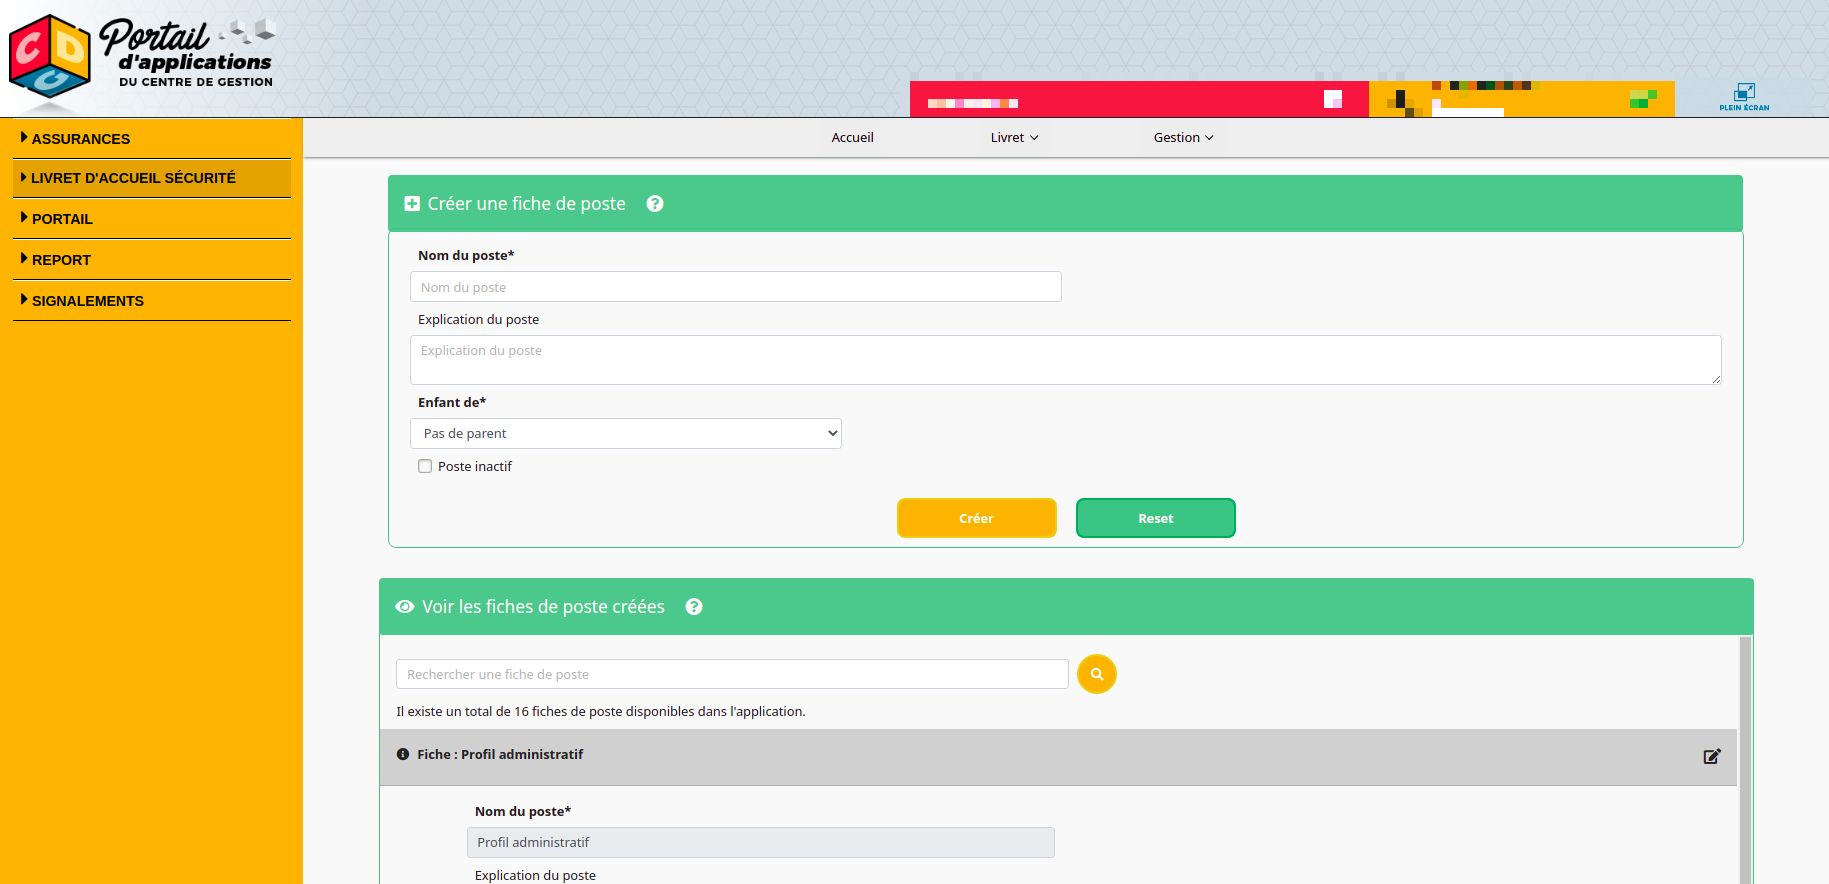 CDG
Portail
d'applications
DU CENTRE DE GESTION
PLEIN ÉCRAN
ASSURANCES
LIVRET D'ACCUEIL SÉCURITÉ
PORTAIL
REPORT
SIGNALEMENTS
Accueil Livret Gestion
Créer une fiche de poste
Nom du poste*
Nom du poste
Explication du poste
Explication du poste
Enfant de*
Pas de parent
Poste inactif
Créer Reset
Voir les fiches de poste créées
Rechercher une fiche de poste
Il existe un total de 16 fiches de poste disponibles dans l'application.
Fiche : Profil administratif
Nom du poste*
Profil administratif
Explication du poste